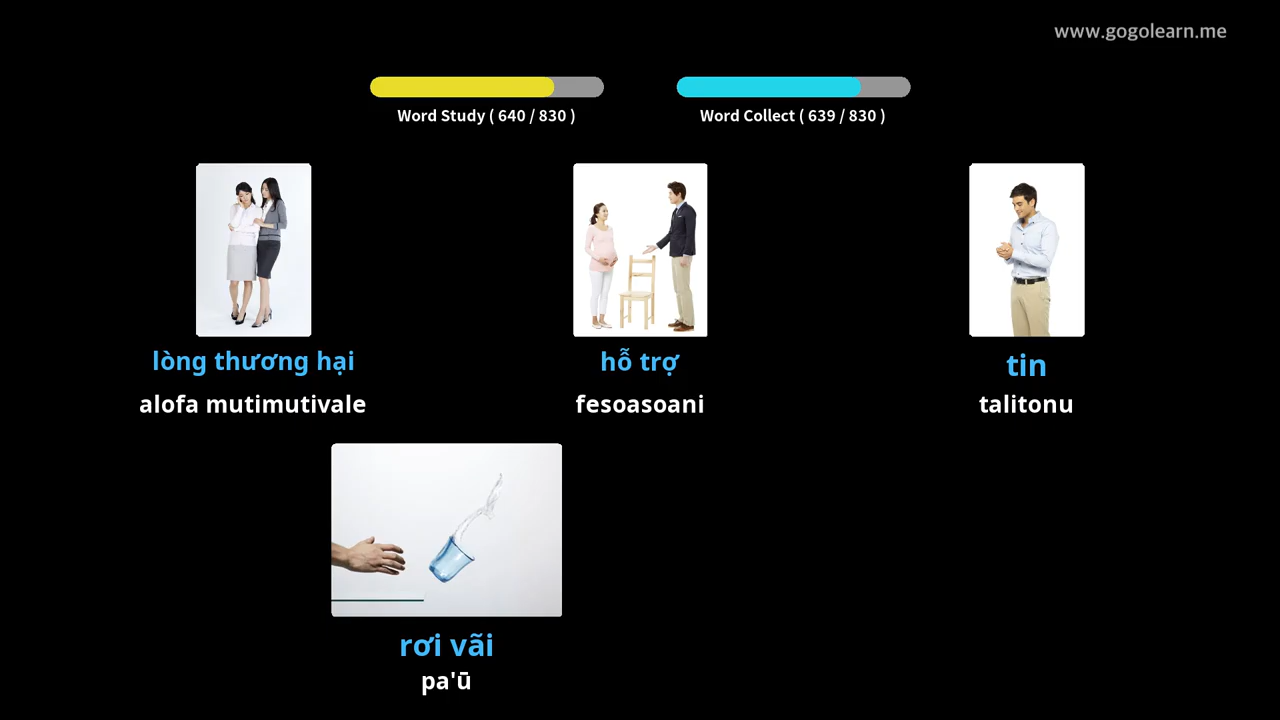 www.gogolearn.me
Word Study ( 640 / 830 )
Word Collect ( 639 / 830 )
lòng thương hại
alofa mutimutivale
hỗ trợ
fesoasoani
tin
talitonu
rơi vãi
pa'ū